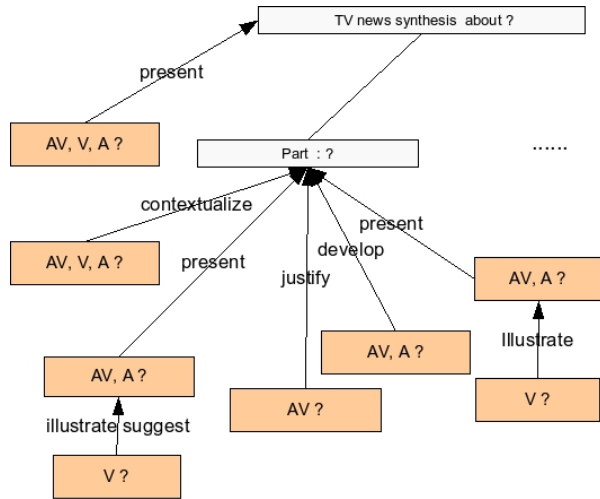 TV news synthesis about ?
present
AV, V, A ?
Part : ?
......
contextualize
present
AV, V, A ?
present
develop
justify
AV, A ?
Illustrate
AV, A ?
AV, A ?
AV ?
V ?
illustrate suggest
V ?